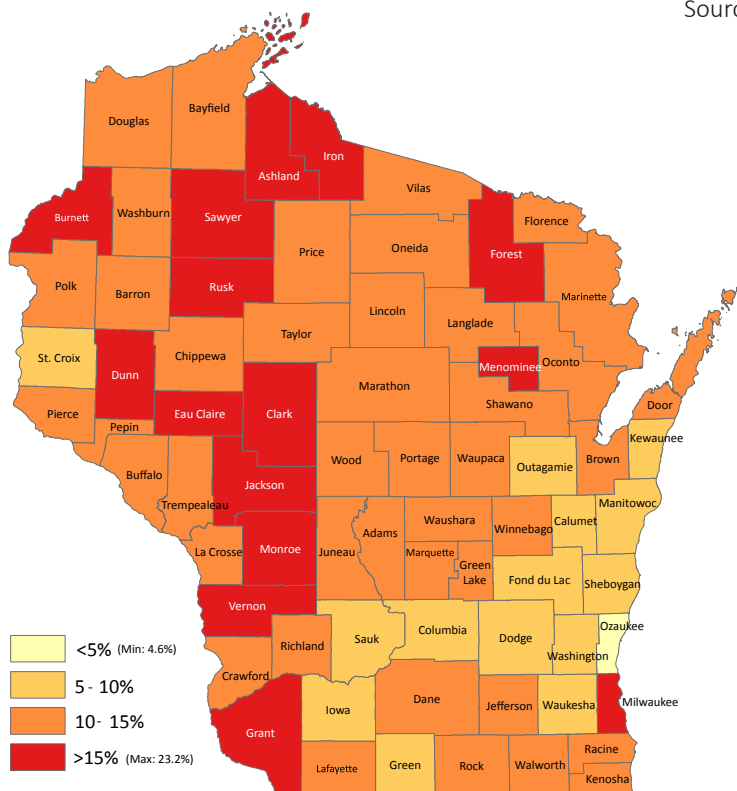 Sourc
Bayfield
Douglas
Iron
Ashland
Vilas
Burnett
Washburn
Sawyer
Florence
Oneida
Price
Forest
Polk
Rusk
Barron
Marinette
Lincoln
Langlade
Taylor
St. Croix
Chippewa
Oconto
Menominee
Dunn
Marathon
Shawano
Door
Pierce
Eau Claire
Clark
Pepin
Kewaunee
Wood
Portage
Waupaca
Brown
Outagamie
Buffalo
Jackson
Trempealeau
Manitowoc
Waushara
Calumet
Winnebago
Adams
La Crosse
Monroe
Juneau
Marquette
Green
Lake
Fond du Lac
Sheboygan
Vernon
Ozaukee
Columbia
Sauk
Dodge
Richland
Washington
Crawford
<5% (Min: 4.6%)
5 - 10%
10- 15%
>15% (Max: 23.2%)
Dane
Milwaukee
Waukesha
Jefferson
Iowa
Grant
Racine
Lafayette
Green
Rock
Walworth
Kenosha